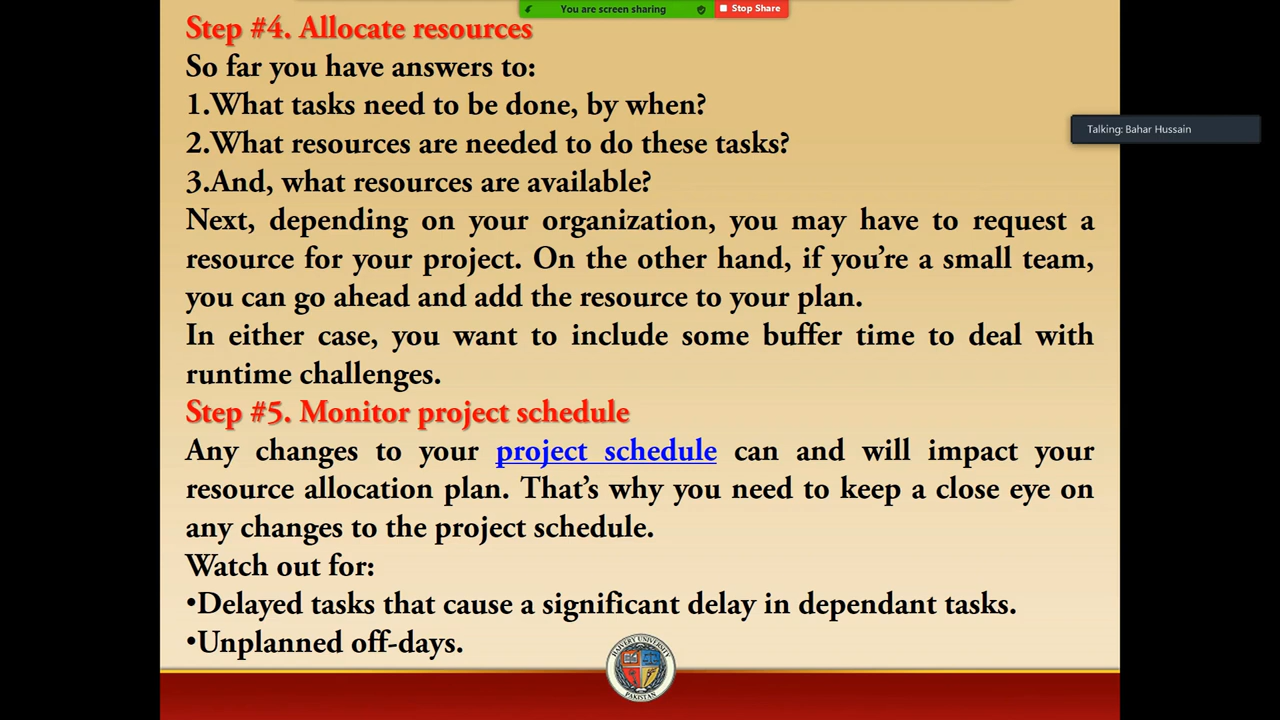 You are screen sharing
Stop Share
Step #4. Allocate resources
So far you have answers to:
1.What tasks need to be done, by when?
Talking: Bahar Hussain
2.What resources are needed to do these tasks?
3.And, what resources are available?
Next, depending on your organization, you may have to request a
resource for your project. On the other hand, if you’re a small team,
you can go ahead and add the resource to your plan.
In either case, you want to include some buffer time to deal with
runtime challenges.
Step #5. Monitor project schedule
Any changes to your project schedule can and will impact your
resource allocation plan. That’s why you need to keep a close eye on
any changes to the project schedule.
Watch out for:
•Delayed tasks that cause a significant delay in dependant tasks.
•Unplanned off-days.
UNIVERSITY
PAKISTAN